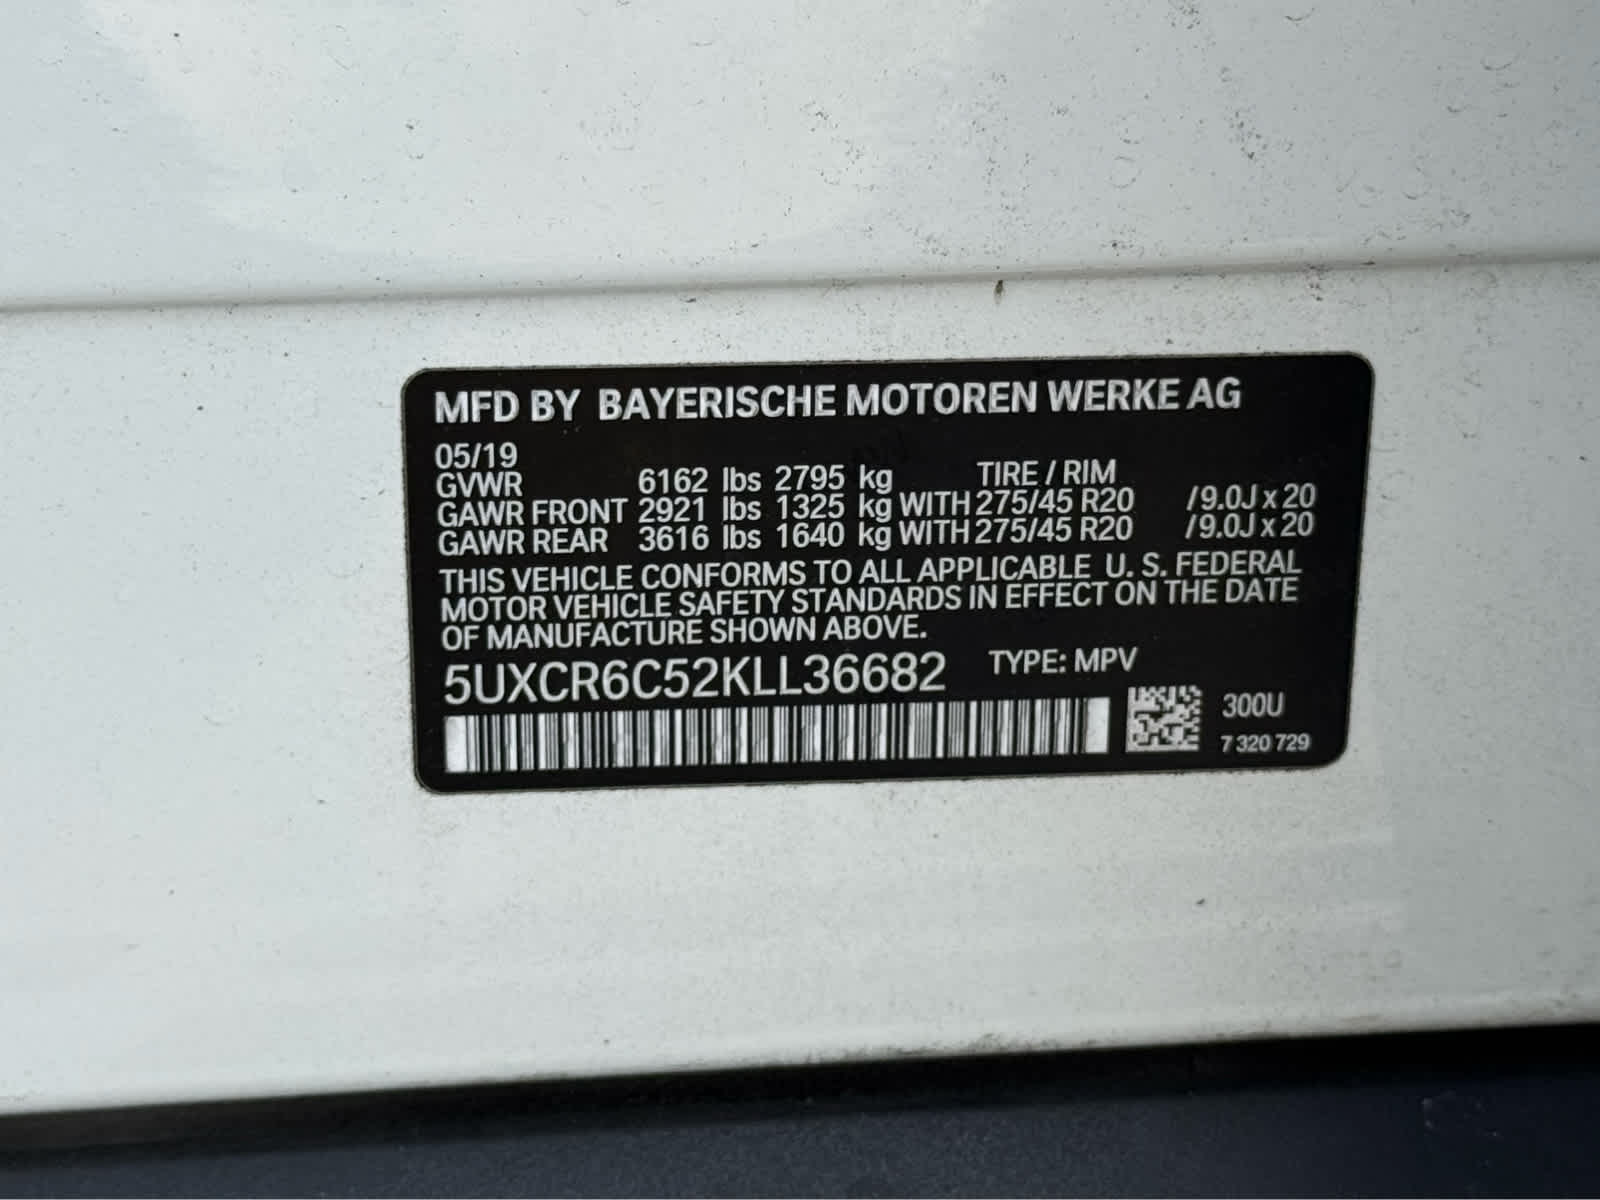 MFD BY BAYERISCHE MOTOREN WERKE AG
05/19
GVWR 6162 lbs 2795 kg TIRE / RIM
GAWR FRONT 2921 lbs 1325 kg WITH 275/45 R20 /9.0J x 20
GAWR REAR 3616 lbs 1640 kg WITH 275/45 R20 /9.0J x 20
THIS VEHICLE CONFORMS TO ALL APPLICABLE U. S. FEDERAL
MOTOR VEHICLE SAFETY STANDARDS IN EFFECT ON THE DATE
OF MANUFACTURE SHOWN ABOVE.
5UXCR6C52KLL36682 TYPE: MPV
300U
7 320 729